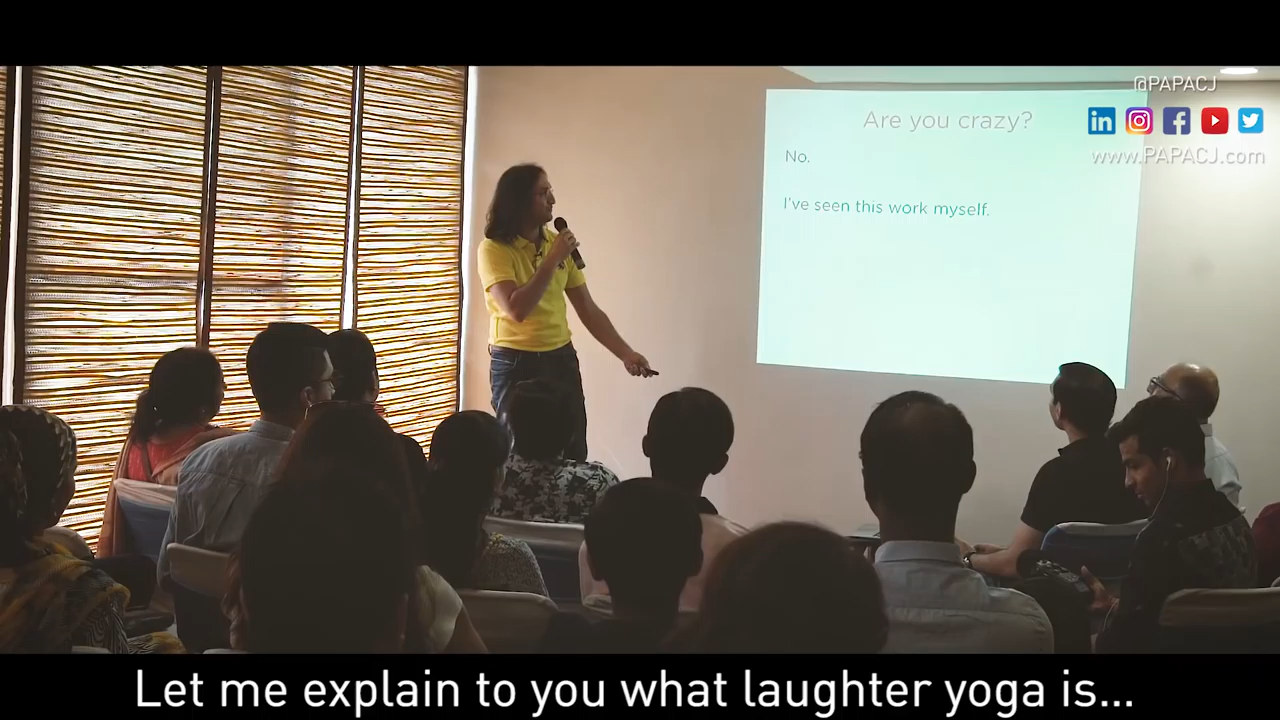 @PAPACJ
www.PAPACJ.com
Are you crazy?
No.
I've seen this work myself.
Let me explain to you what laughter yoga is...